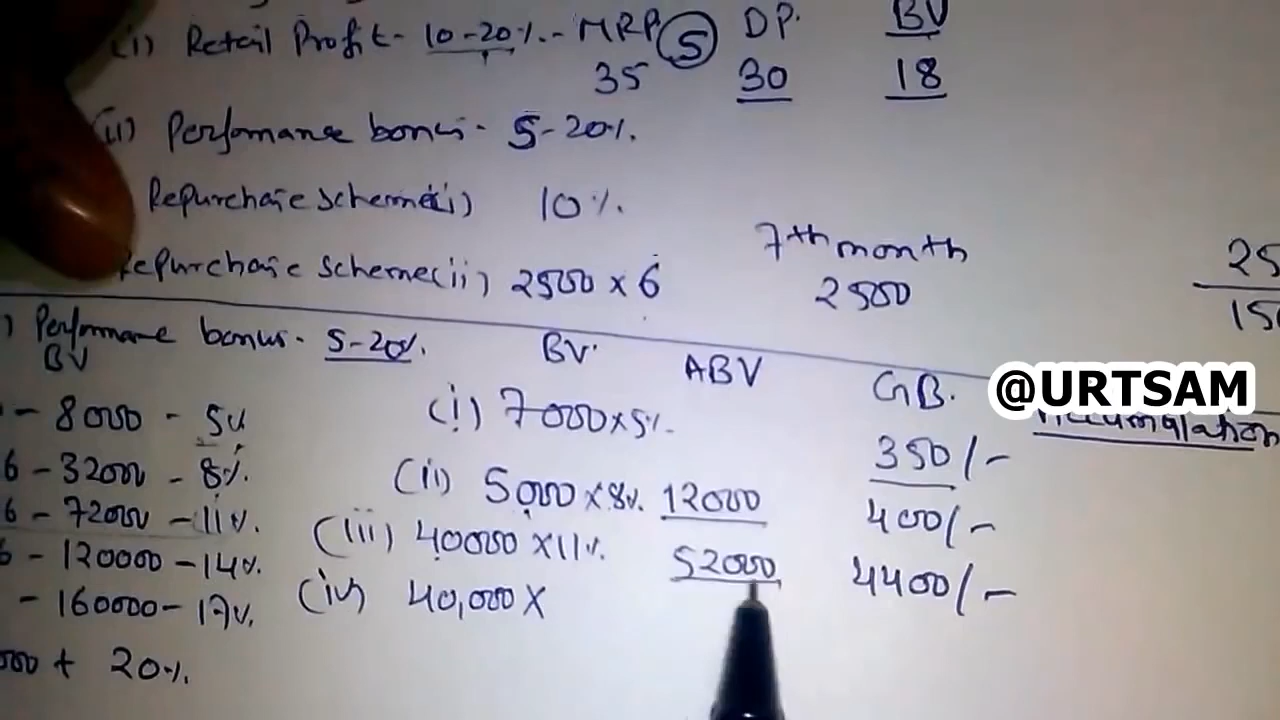 (i) Retail Profit - 10-20% - MRP (5) DP. BV
35 30 18
(ii) Performance bonus - 5-20%.
Repurchase scheme(i) 10%.
7th month
Repurchase scheme(ii) 2500 x 6 2500
25
15
) Performance bonus - 5-20%. BV. ABV GB.
BV
@URTSAM
Accumulation
- 8000 - 5% (i) 7000x5%. 350/-
6 - 32000 - 8%. (ii) 5000x8%. 12000 400/-
6 - 72000 - 11%. (iii) 40000 x11%. 52000 4400/-
6 - 120000 - 14%. (iv) 40,000 X
- 160000 - 17%.
000 + 20%.